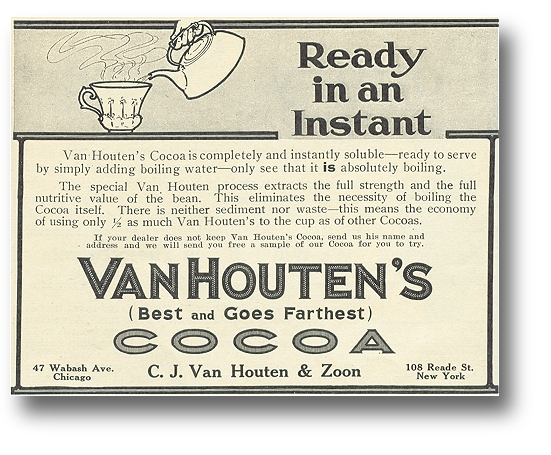 Ready
in an
Instant
Van Houten's Cocoa is completely and instantly soluble—ready to serve
by simply adding boiling water—only see that it is absolutely boiling.
The special Van Houten process extracts the full strength and the full
nutritive value of the bean. This eliminates the necessity of boiling the
Cocoa itself. There is neither sediment nor waste—this means the economy
of using only ½ as much Van Houten's to the cup as of other Cocoas.
If your dealer does not keep Van Houten's Cocoa, send us his name and
address and we will send you free a sample of our Cocoa for you to try.
VAN HOUTEN'S
(Best and Goes Farthest)
COCOA
47 Wabash Ave.
Chicago
C. J. Van Houten & Zoon
108 Reade St.
New York